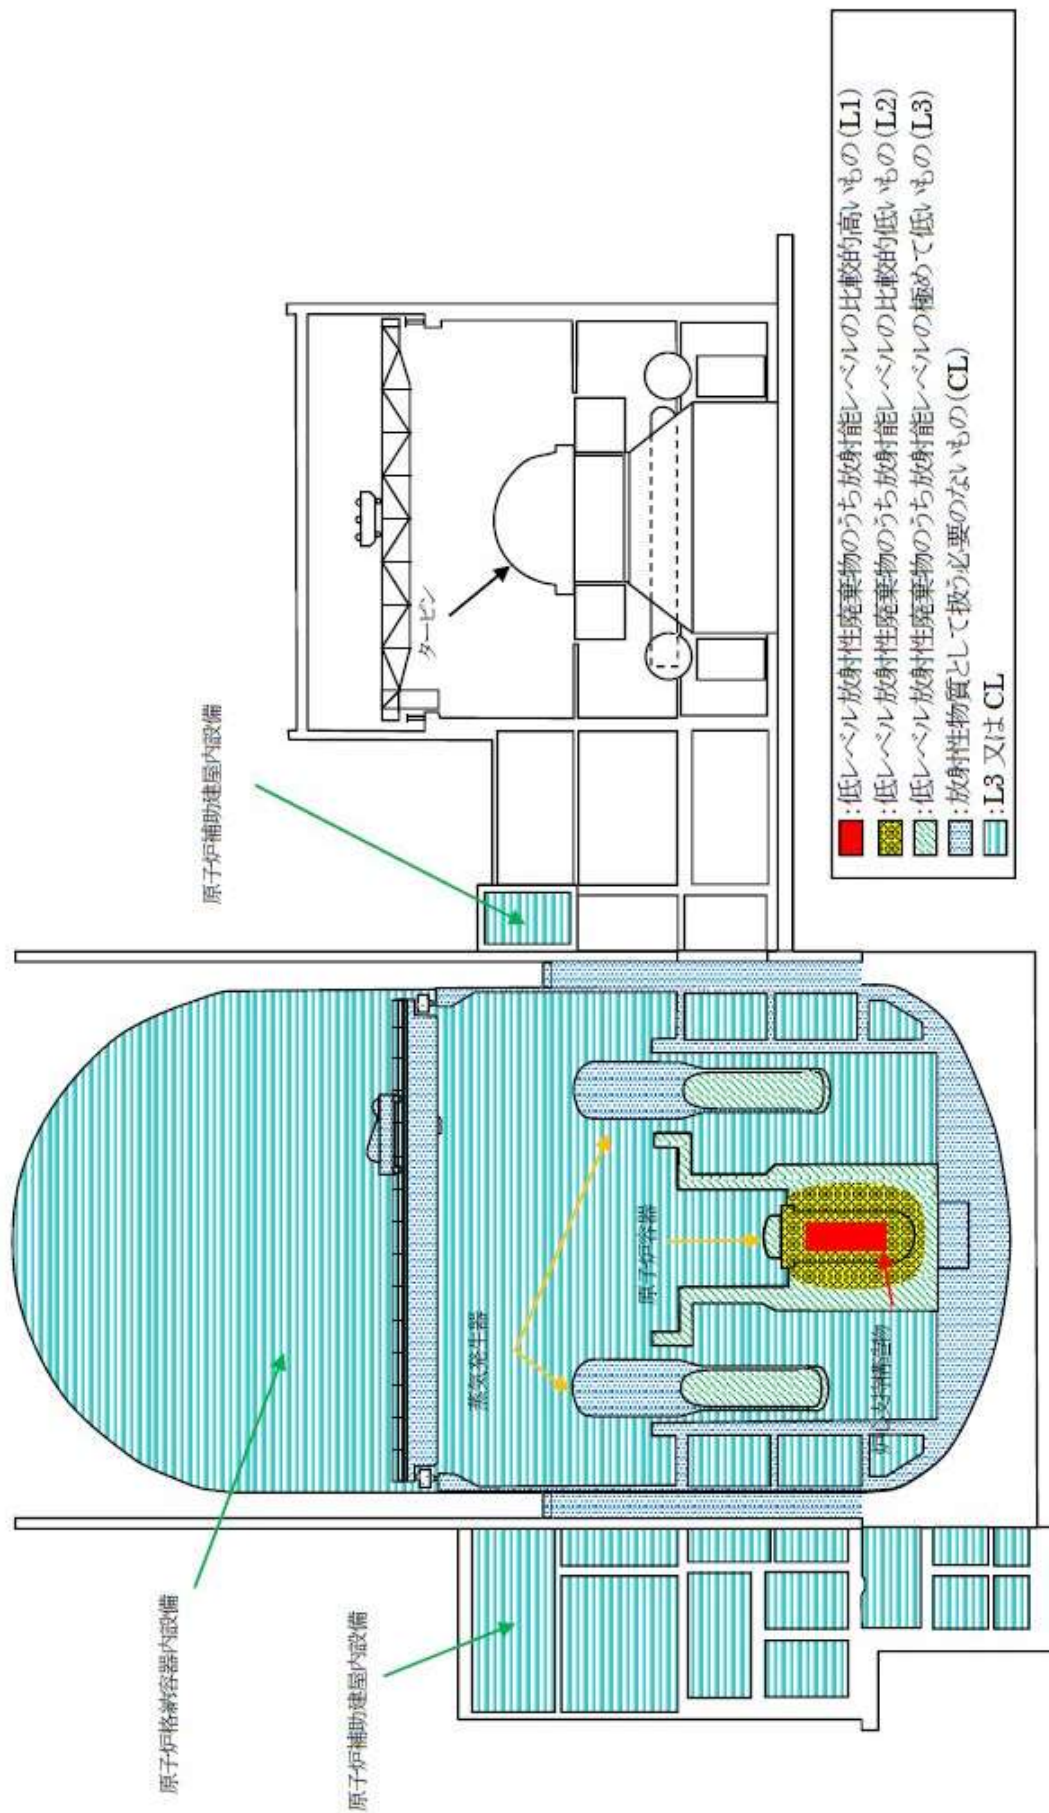 原子炉格納容器内設備
原子炉補助建屋内設備
原子炉補助建屋内設備
タービン
蒸気発生器
原子炉容器
炉心支持構造物
:低レベル放射性廃棄物のうち放射能レベルの比較的高いもの(L1)
:低レベル放射性廃棄物のうち放射能レベルの比較的低いもの(L2)
:低レベル放射性廃棄物のうち放射能レベルの極めて低いもの(L3)
:放射性物質として扱う必要のないもの(CL)
:L3 又は CL